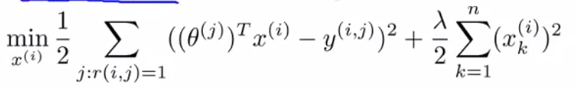 $\min_{x^{(i)}} \frac{1}{2} \sum_{j:r(i,j)=1} ((\theta^{(j)})^T x^{(i)} - y^{(i,j)})^2 + \frac{\lambda}{2} \sum_{k=1}^{n} (x_k^{(i)})^2$